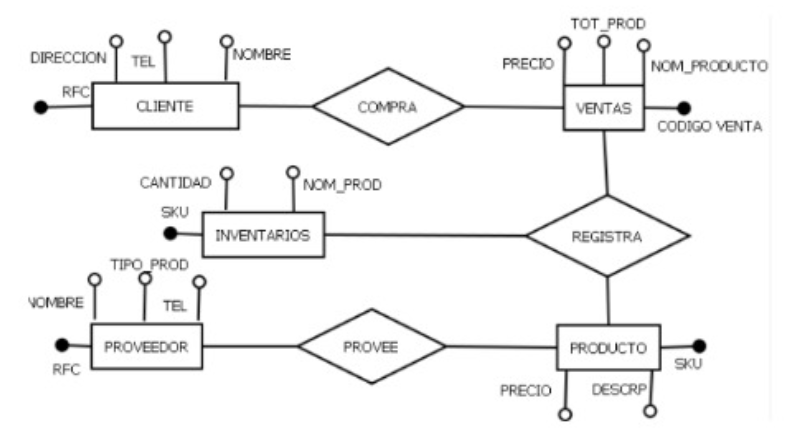 TOT_PROD
DIRECCION
TEL
NOMBRE
PRECIO
NOM_PRODUCTO
RFC
CLIENTE
COMPRA
VENTAS
CODIGO VENTA
CANTIDAD
NOM_PROD
SKU
INVENTARIOS
REGISTRA
TIPO_PROD
NOMBRE
TEL
PROVEEDOR
PROVEE
PRODUCTO
RFC
SKU
PRECIO
DESCRP